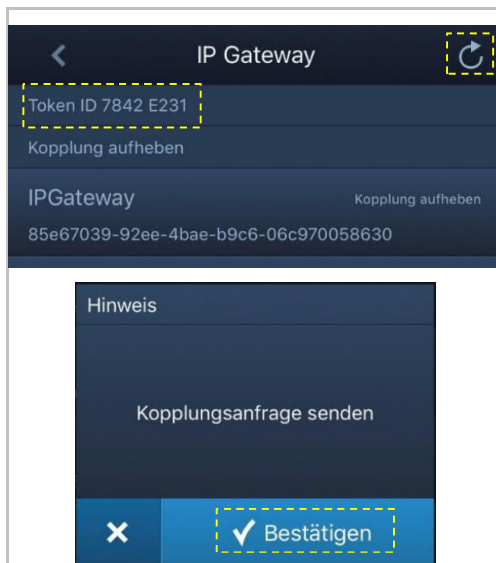 IP Gateway
Token ID 7842 E231
Kopplung aufheben
IPGateway Kopplung aufheben
85e67039-92ee-4bae-b9c6-06c970058630
Hinweis
Kopplungsanfrage senden
Bestätigen